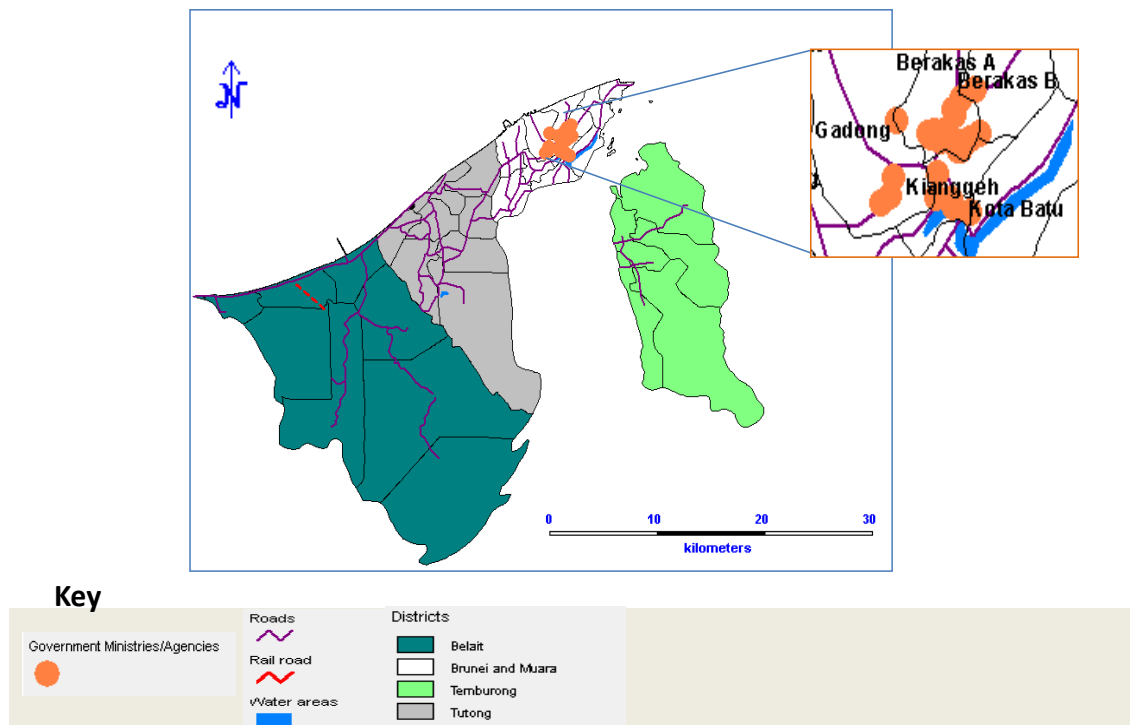 N
Berakas A
Berakas B
Gadong
Kianggeh
Kota Batu
0 10 20 30
kilometers
Key
Government Ministries/Agencies
Roads
Rail road
Water areas
Districts
Belait
Brunei and Muara
Temburong
Tutong